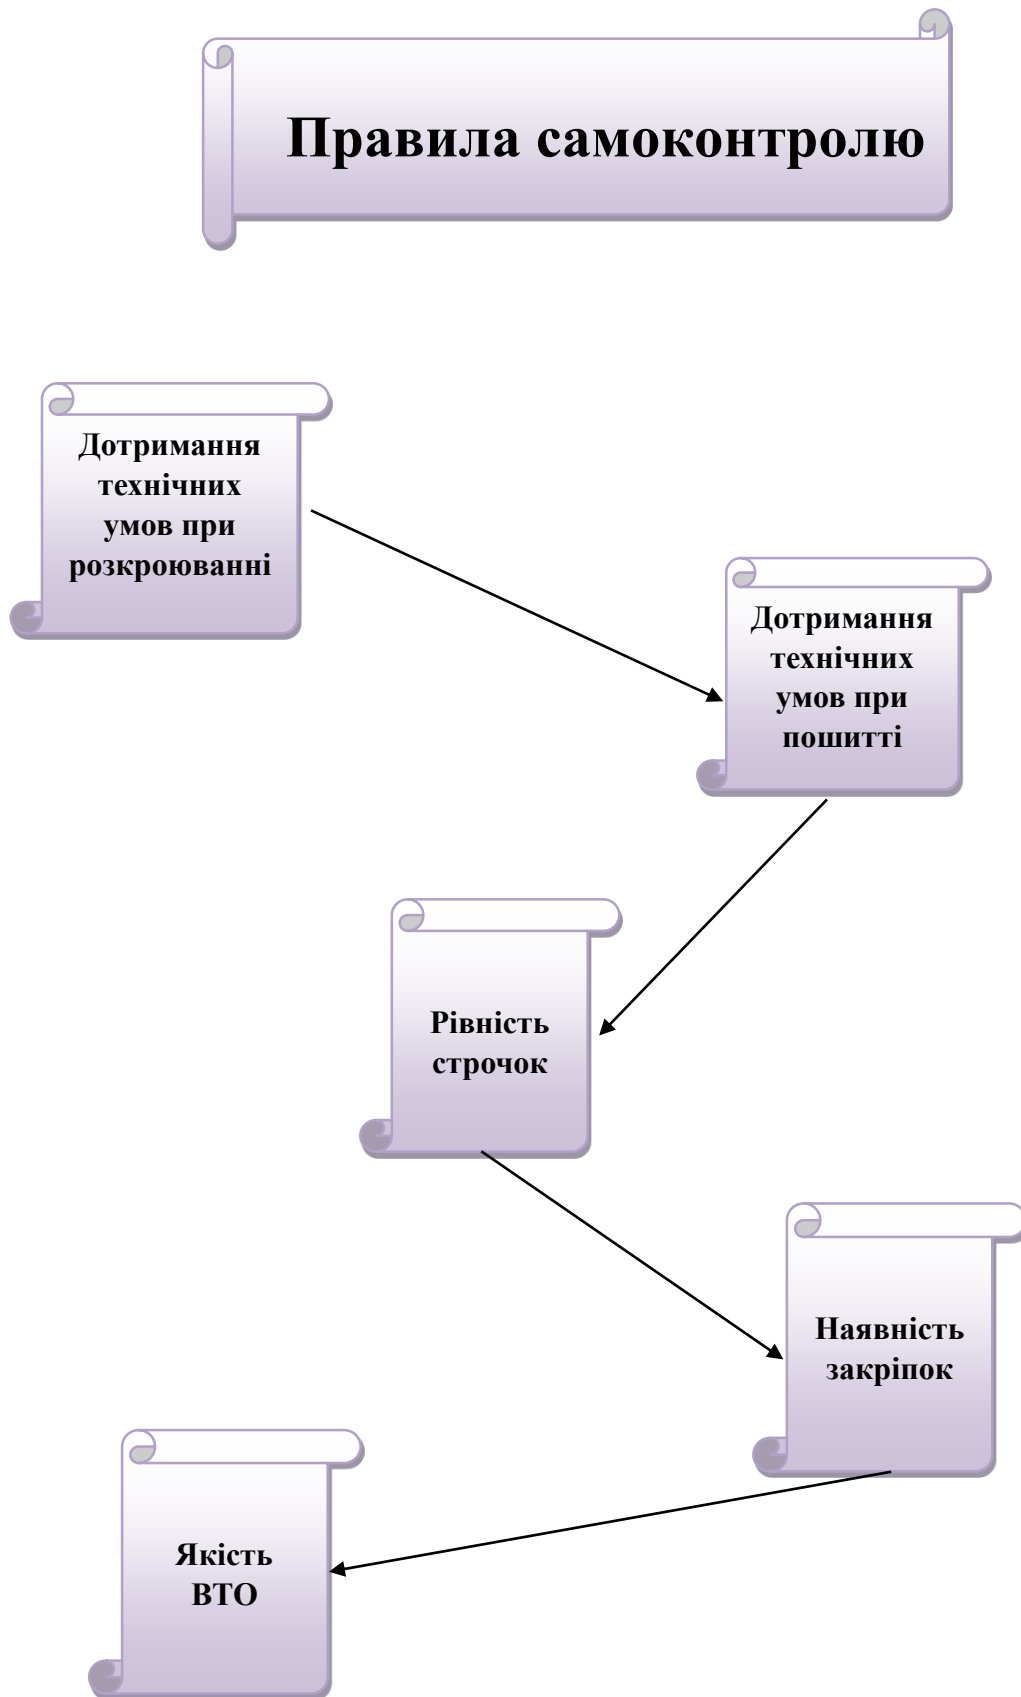 Правила самоконтролю
Дотримання
технічних
умов при
розкроюванні
Дотримання
технічних
умов при
пошитті
Рівність
строчок
Наявність
закріпок
Якість
ВТО